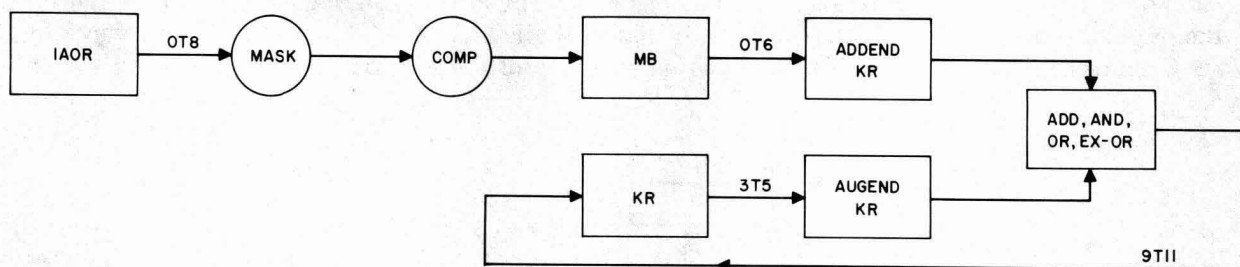 IAOR
OT8
MASK
COMP
MB
OT6
ADDEND
KR
ADD, AND,
OR, EX-OR
KR
3T5
AUGEND
KR
9T11